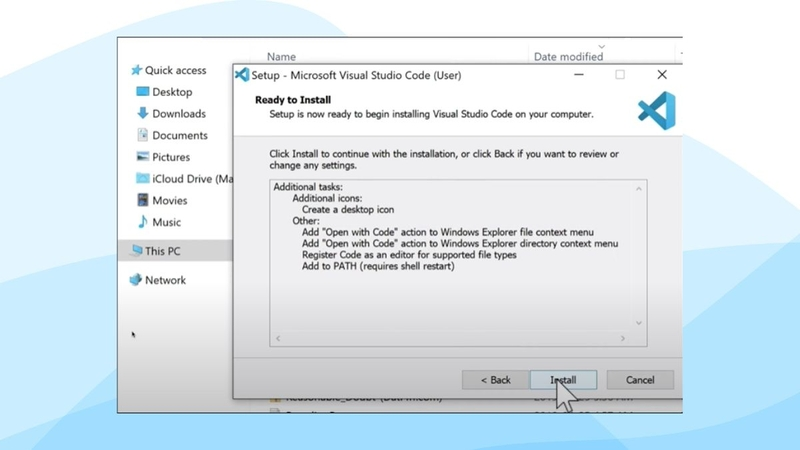 Name
Date modified
Quick access
Desktop
Downloads
Documents
Pictures
iCloud Drive (Ma
Movies
Music
This PC
Network
Setup - Microsoft Visual Studio Code (User)
Ready to Install
Setup is now ready to begin installing Visual Studio Code on your computer.
Click Install to continue with the installation, or click Back if you want to review or
change any settings.
Additional tasks:
Additional icons:
Create a desktop icon
Other:
Add "Open with Code" action to Windows Explorer file context menu
Add "Open with Code" action to Windows Explorer directory context menu
Register Code as an editor for supported file types
Add to PATH (requires shell restart)
< Back
Install
Cancel